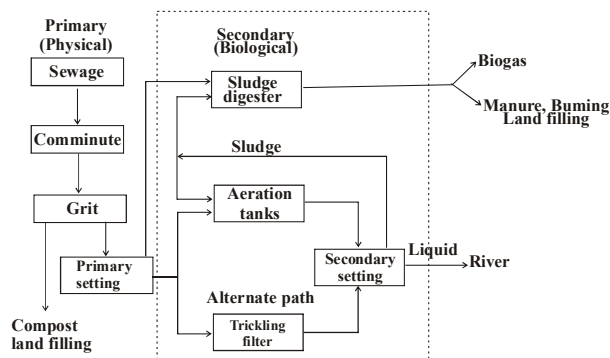 Primary
(Physical)
Sewage
Comminute
Grit
Primary
setting
Compost
land filling
Secondary
(Biological)
Sludge
digester
Sludge
Aeration
tanks
Alternate path
Trickling
filter
Secondary
setting
Liquid
River
Biogas
Manure, Buming
Land filling